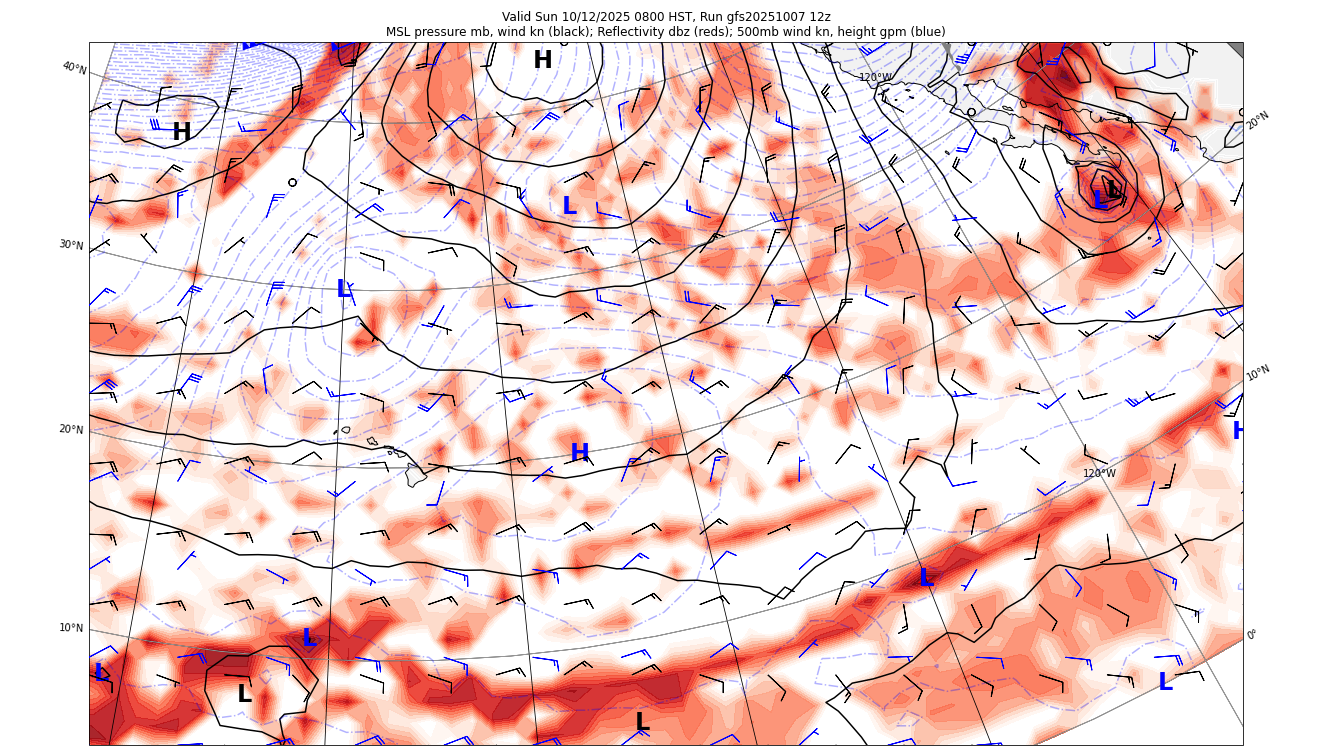 Valid Sun 10/12/2025 0800 HST, Run gfs20251007 12z
MSL pressure mb, wind kn (black); Reflectivity dbz (reds); 500mb wind kn, height gpm (blue)
H
40°N
120°W
20°N
H
L
L
L
30°N
L
10°N
20°N
H
H
120°W
L
10°N
L
0°
L
L
L
L